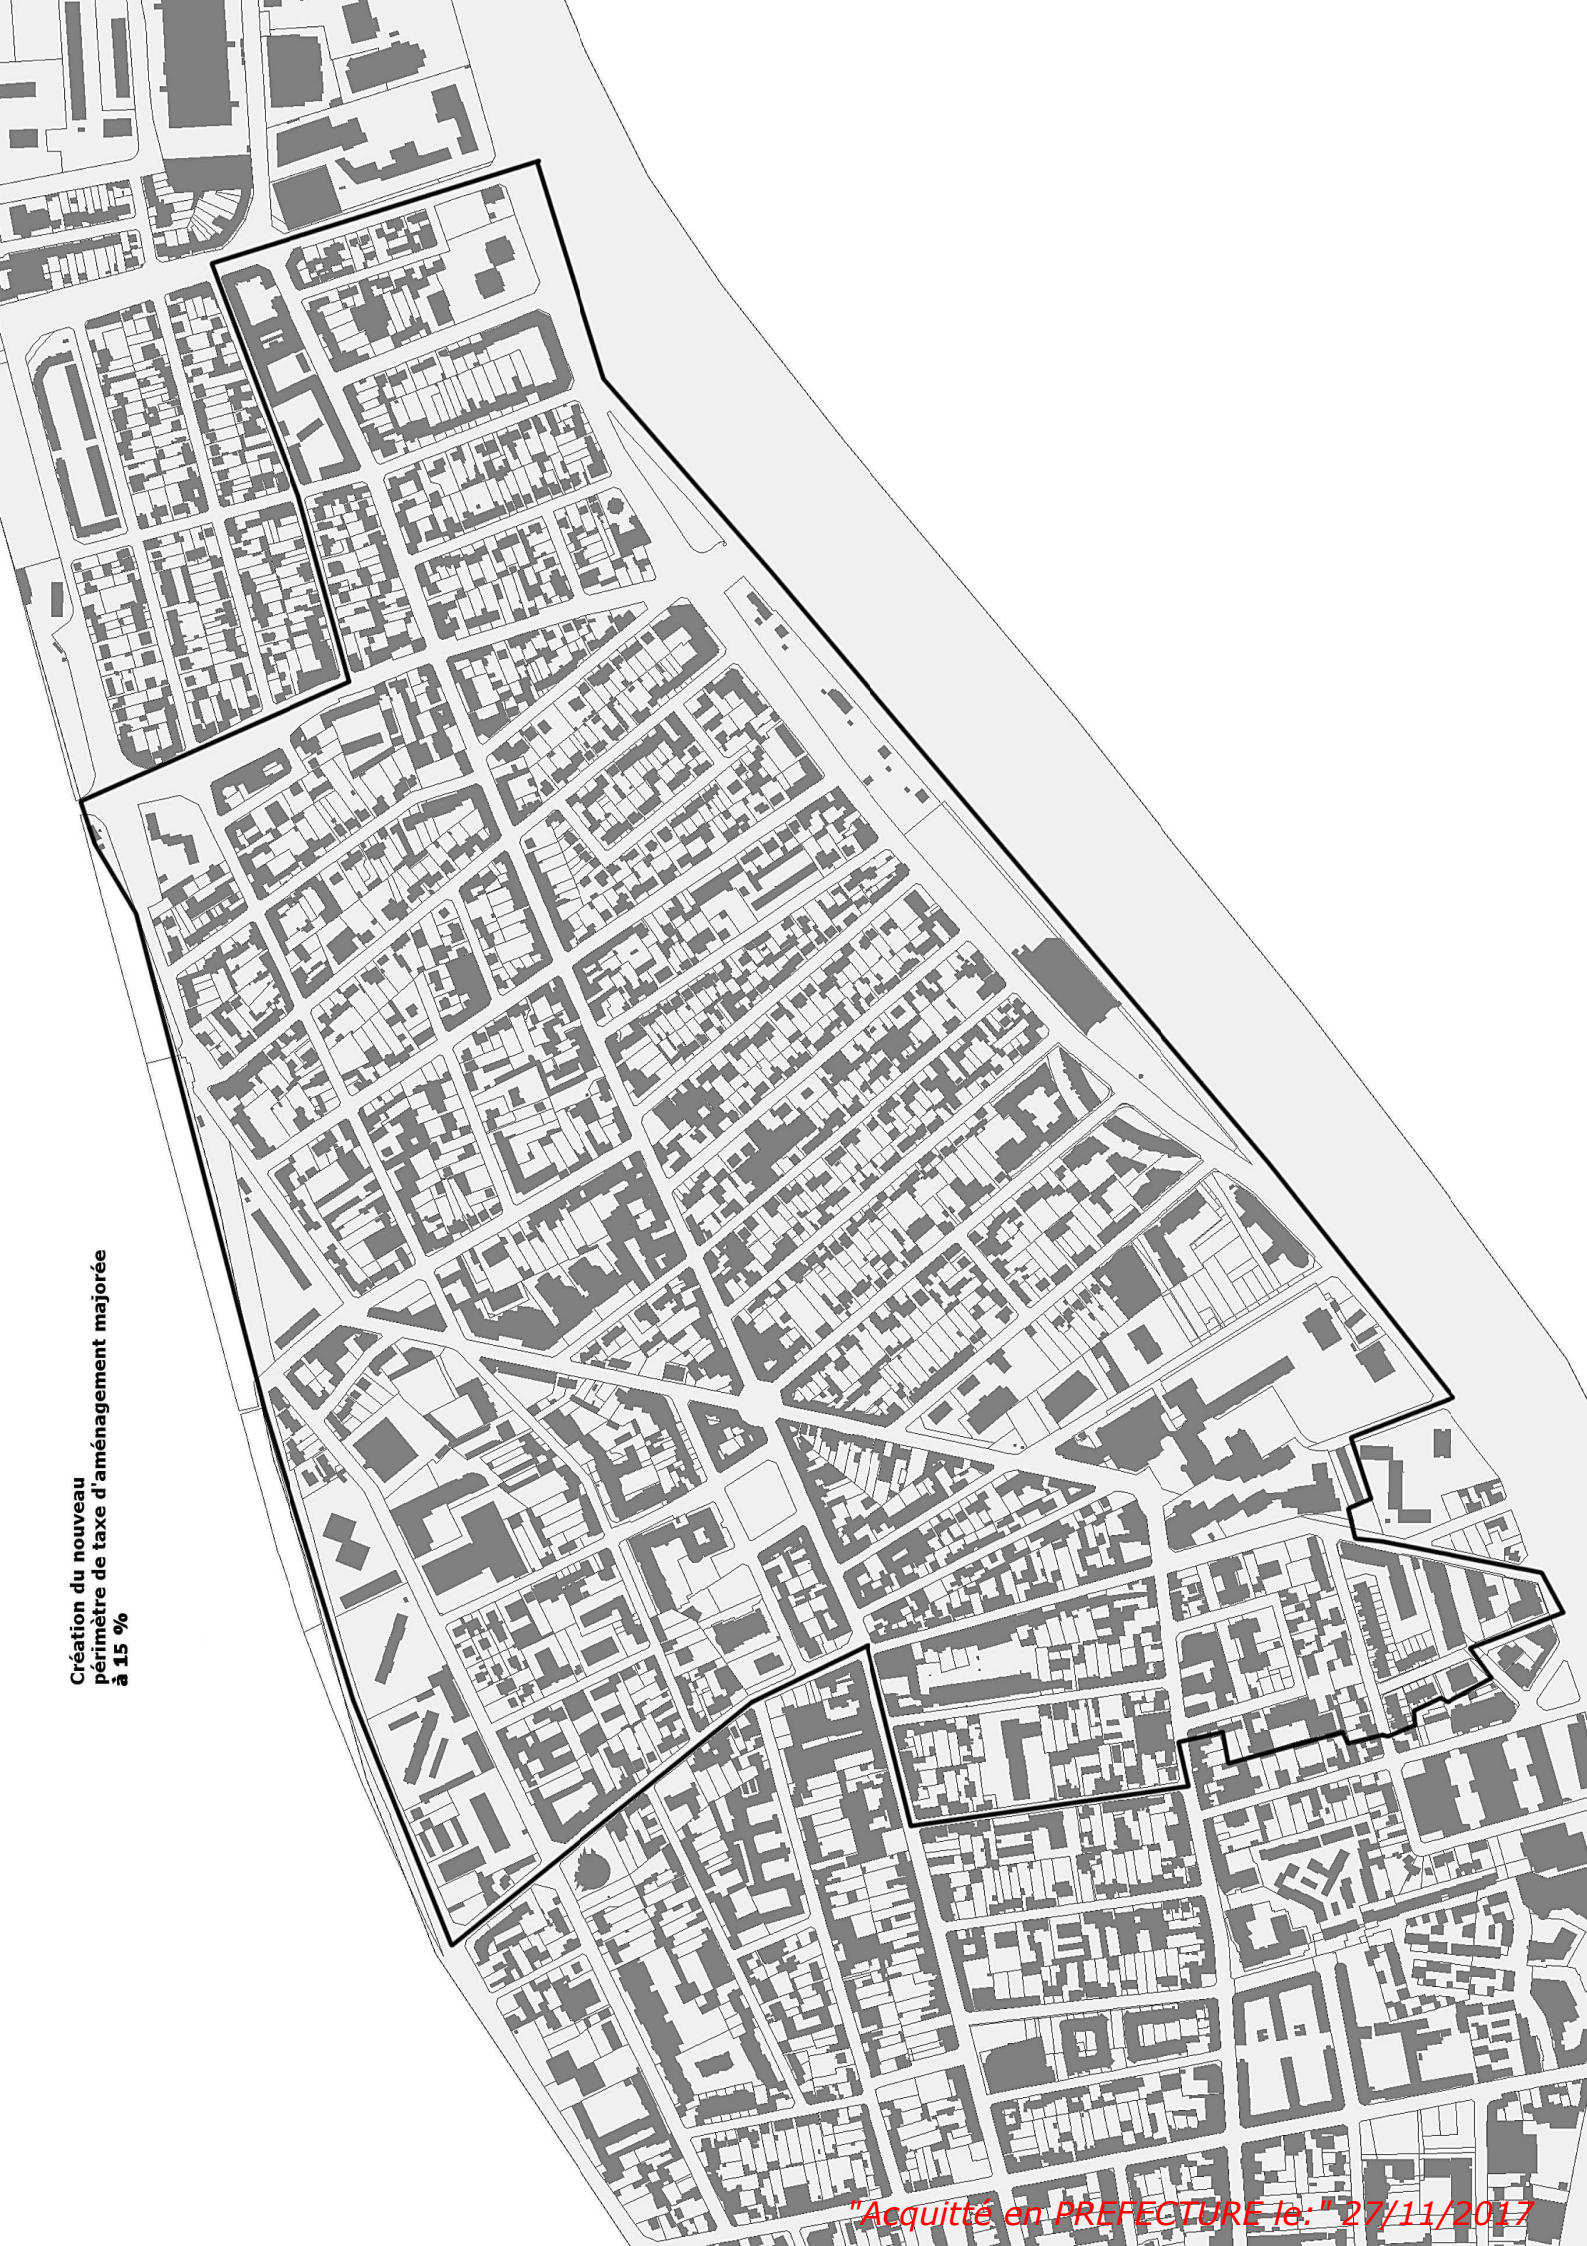 Création du nouveau
périmètre de taxe d'aménagement majorée
à 15 %
"Acquitté en PREFECTURE le:" 27/11/2017